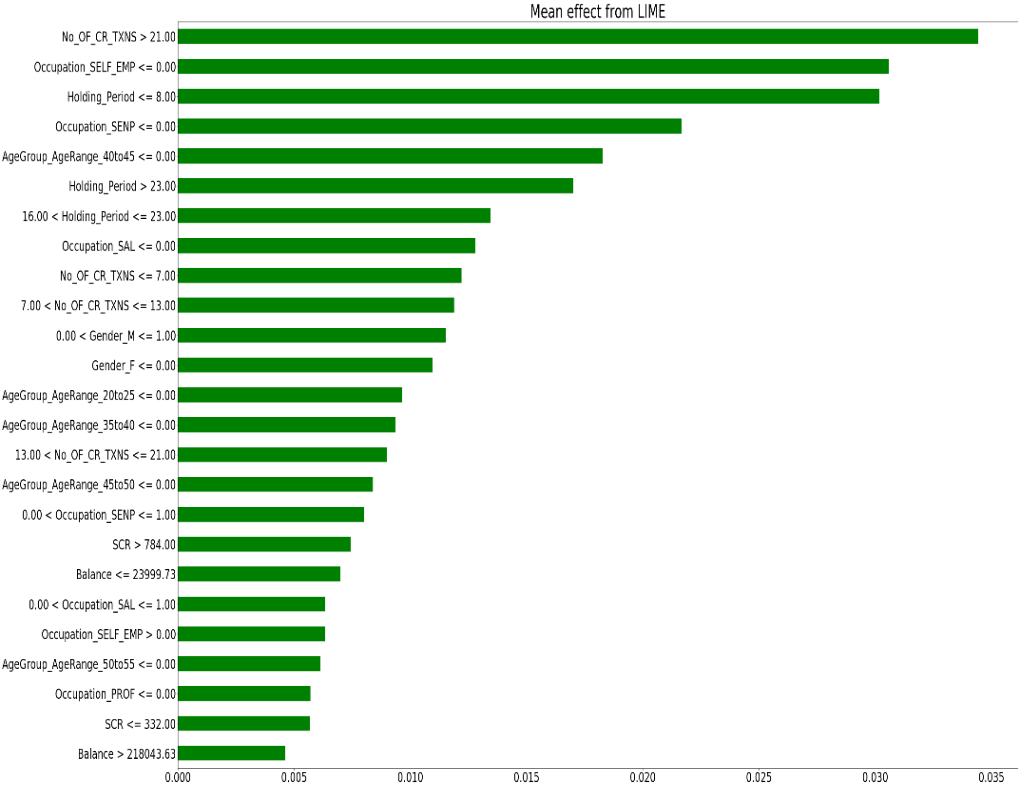 Mean effect from LIME
No_OF_CR_TXNS > 21.00
Occupation_SELF_EMP <= 0.00
Holding_Period <= 8.00
Occupation_SENP <= 0.00
AgeGroup_AgeRange_40to45 <= 0.00
Holding_Period > 23.00
16.00 < Holding_Period <= 23.00
Occupation_SAL <= 0.00
No_OF_CR_TXNS <= 7.00
7.00 < No_OF_CR_TXNS <= 13.00
0.00 < Gender_M <= 1.00
Gender_F <= 0.00
AgeGroup_AgeRange_20to25 <= 0.00
AgeGroup_AgeRange_35to40 <= 0.00
13.00 < No_OF_CR_TXNS <= 21.00
AgeGroup_AgeRange_45to50 <= 0.00
0.00 < Occupation_SENP <= 1.00
SCR > 784.00
Balance <= 23999.73
0.00 < Occupation_SAL <= 1.00
Occupation_SELF_EMP > 0.00
AgeGroup_AgeRange_50to55 <= 0.00
Occupation_PROF <= 0.00
SCR <= 332.00
Balance > 218043.63
0.000 0.005 0.010 0.015 0.020 0.025 0.030 0.035